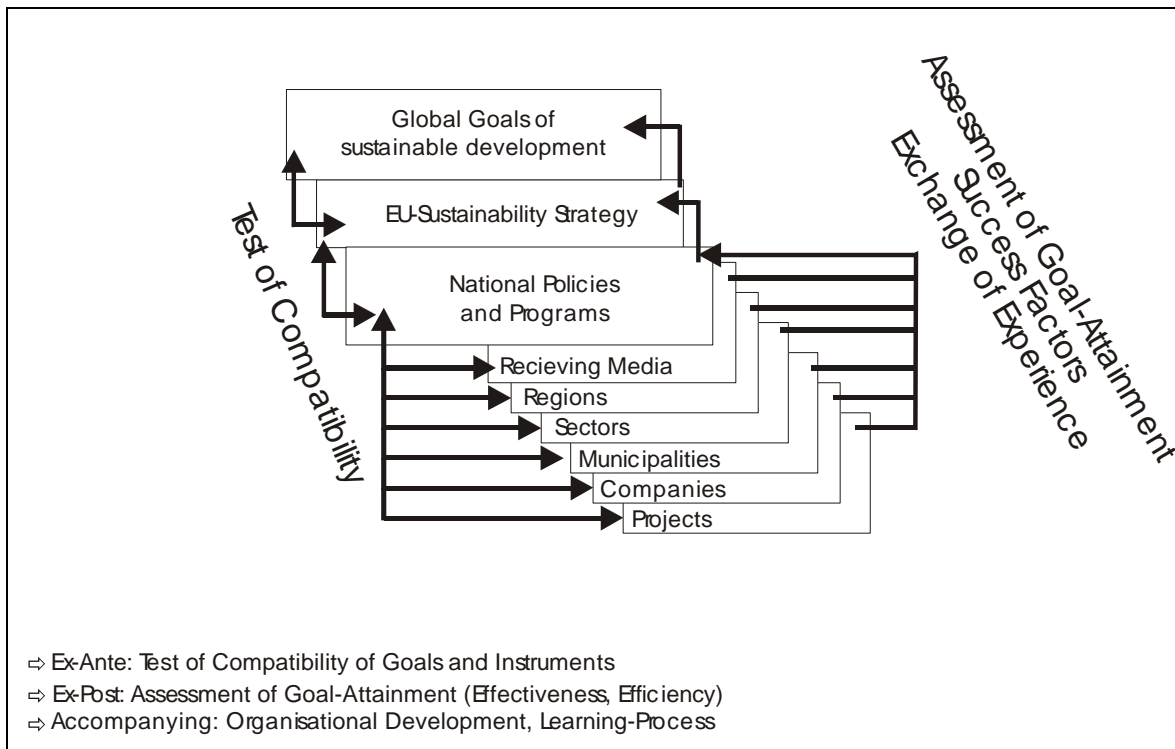 Global Goals of
sustainable development
EU-Sustainability Strategy
National Policies
and Programs
Recieving Media
Regions
Sectors
Municipalities
Companies
Projects
Test of Compatibility
Assessment of Goal-Attainment
Success Factors
Exchange of Experience
⇨ Ex-Ante: Test of Compatibility of Goals and Instruments
⇨ Ex-Post: Assessment of Goal-Attainment (Effectiveness, Efficiency)
⇨ Accompanying: Organisational Development, Learning-Process